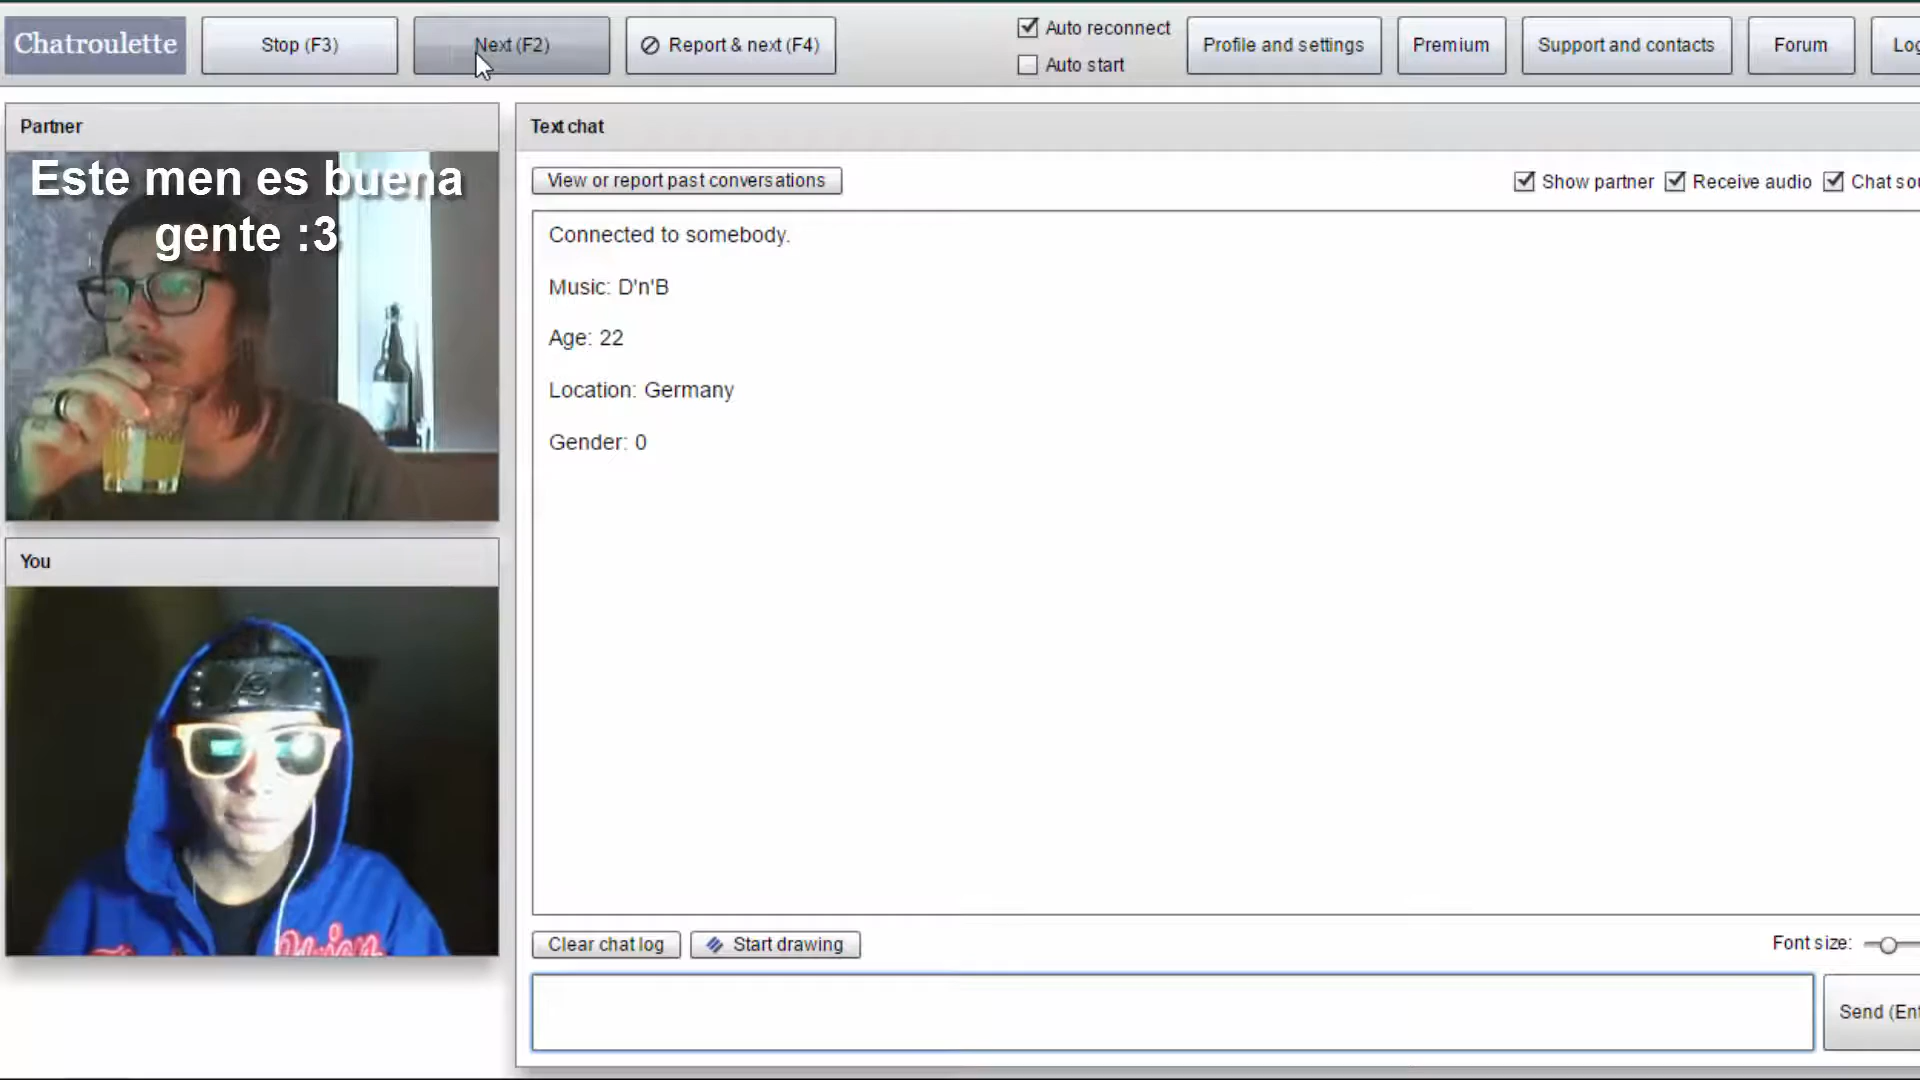 Chatroulette
Stop (F3)
Next (F2)
Report & next (F4)
Auto reconnect
Auto start
Profile and settings
Premium
Support and contacts
Forum
Partner
Este men es buena
gente :3
You
Text chat
View or report past conversations
Show partner
Receive audio
Chat
Connected to somebody.
Music: D'n'B
Age: 22
Location: Germany
Gender: 0
Clear chat log
Start drawing
Font size:
Send